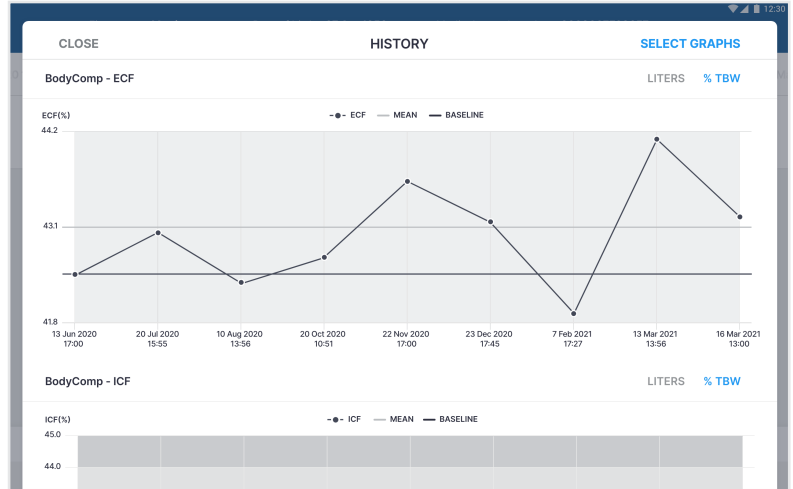 12:30
CLOSE HISTORY SELECT GRAPHS
BodyComp - ECF LITERS % TBW
ECF(%) ECF MEAN BASELINE
44.2
43.1
41.8
13 Jun 2020 20 Jul 2020 10 Aug 2020 20 Oct 2020 22 Nov 2020 23 Dec 2020 7 Feb 2021 13 Mar 2021 16 Mar 2021
17:00 15:55 13:56 10:51 17:00 17:45 17:27 13:56 13:00
BodyComp - ICF LITERS % TBW
ICF(%) ICF MEAN BASELINE
45.0
44.0